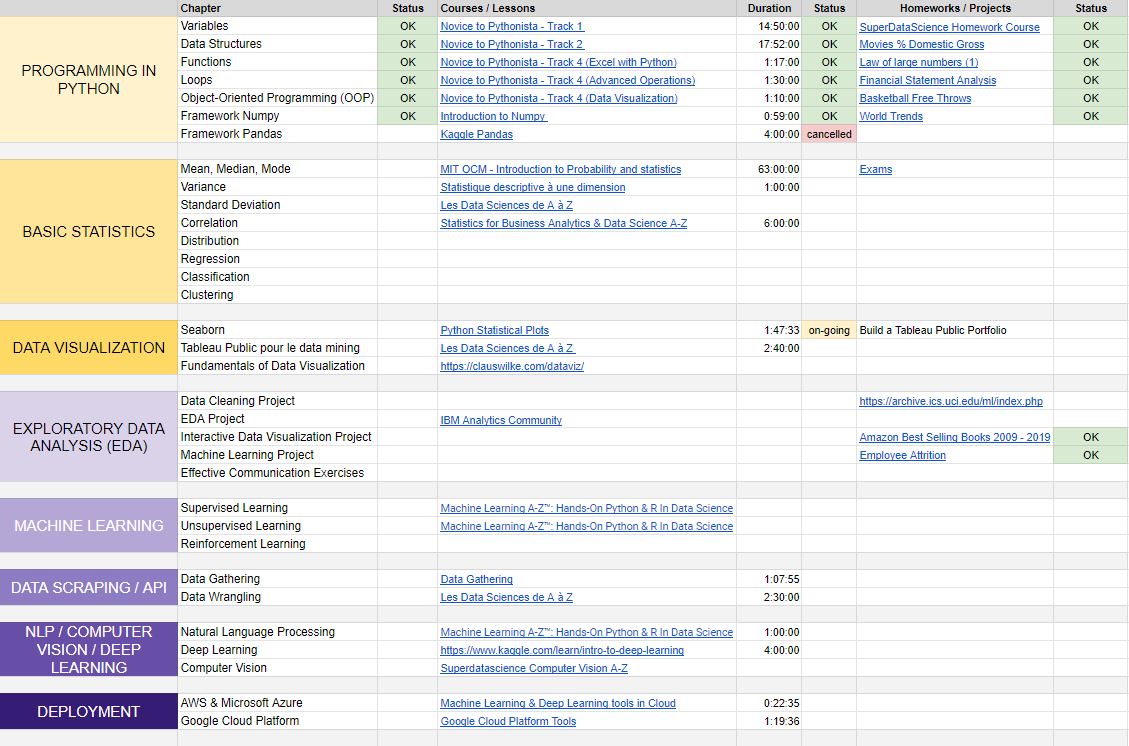 Chapter Status Courses / Lessons Duration Status Homeworks / Projects Status
PROGRAMMING IN PYTHON
Variables OK Novice to Pythonista - Track 1 14:50:00 OK SuperDataScience Homework Course OK
Data Structures OK Novice to Pythonista - Track 2 17:52:00 OK Movies % Domestic Gross OK
Functions OK Novice to Pythonista - Track 4 (Excel with Python) 1:17:00 OK Law of large numbers (1) OK
Loops OK Novice to Pythonista - Track 4 (Advanced Operations) 1:30:00 OK Financial Statement Analysis OK
Object-Oriented Programming (OOP) OK Novice to Pythonista - Track 4 (Data Visualization) 1:10:00 OK Basketball Free Throws OK
Framework Numpy OK Introduction to Numpy 0:59:00 OK World Trends OK
Framework Pandas Kaggle Pandas 4:00:00 cancelled
BASIC STATISTICS
Mean, Median, Mode MIT OCM - Introduction to Probability and statistics 63:00:00 Exams
Variance Statistique descriptive à une dimension 1:00:00
Standard Deviation Les Data Sciences de A à Z
Correlation Statistics for Business Analytics & Data Science A-Z 6:00:00
Distribution
Regression
Classification
Clustering
DATA VISUALIZATION
Seaborn Python Statistical Plots 1:47:33 on-going Build a Tableau Public Portfolio
Tableau Public pour le data mining Les Data Sciences de A à Z 2:40:00
Fundamentals of Data Visualization https://clauswilke.com/dataviz/
EXPLORATORY DATA ANALYSIS (EDA)
Data Cleaning Project https://archive.ics.uci.edu/ml/index.php
EDA Project IBM Analytics Community
Interactive Data Visualization Project Amazon Best Selling Books 2009 - 2019 OK
Machine Learning Project Employee Attrition OK
Effective Communication Exercises
MACHINE LEARNING
Supervised Learning Machine Learning A-Z™: Hands-On Python & R In Data Science
Unsupervised Learning Machine Learning A-Z™: Hands-On Python & R In Data Science
Reinforcement Learning
DATA SCRAPING / API
Data Gathering Data Gathering 1:07:55
Data Wrangling Les Data Sciences de A à Z 2:30:00
NLP / COMPUTER VISION / DEEP LEARNING
Natural Language Processing Machine Learning A-Z™: Hands-On Python & R In Data Science 1:00:00
Deep Learning https://www.kaggle.com/learn/intro-to-deep-learning 4:00:00
Computer Vision Superdatascience Computer Vision A-Z
DEPLOYMENT
AWS & Microsoft Azure Machine Learning & Deep Learning tools in Cloud 0:22:35
Google Cloud Platform Google Cloud Platform Tools 1:19:36